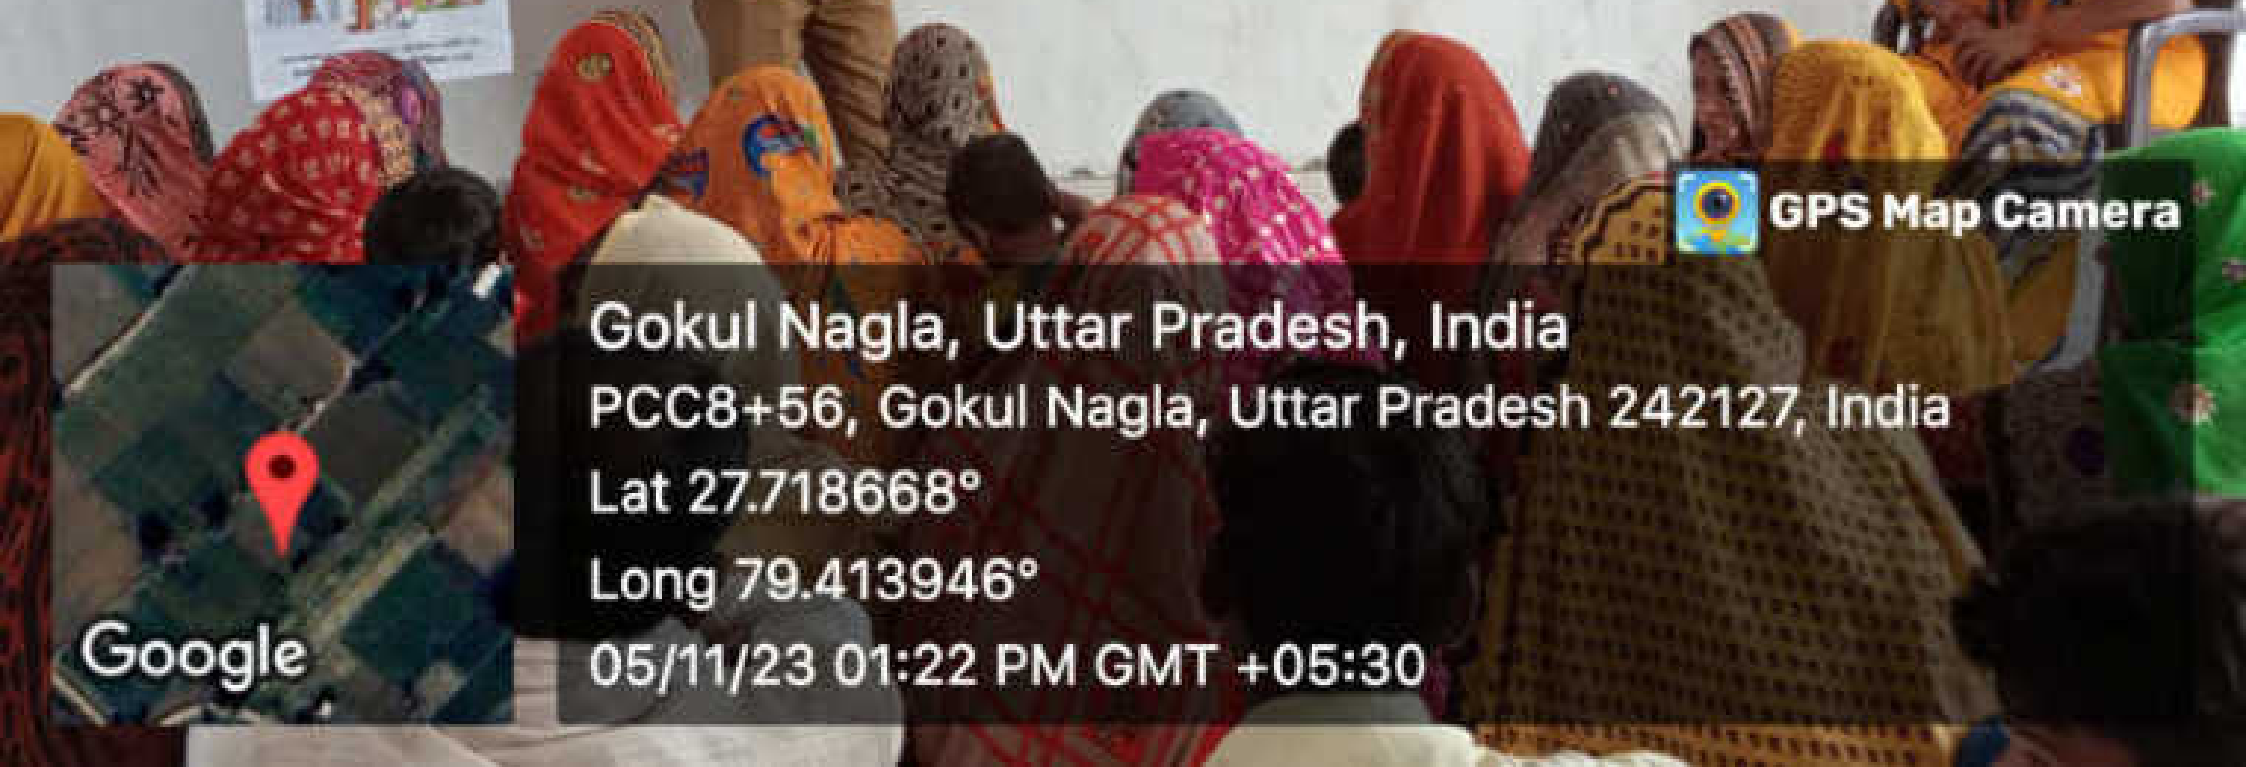 GPS Map Camera
Gokul Nagla, Uttar Pradesh, India
PCC8+56, Gokul Nagla, Uttar Pradesh 242127, India
Lat 27.718668°
Long 79.413946°
05/11/23 01:22 PM GMT +05:30
Google